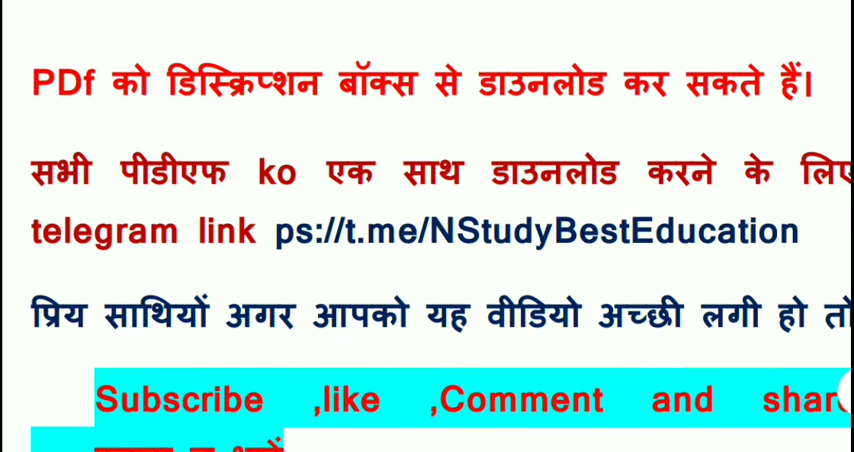 PDf को डिस्क्रिप्शन बॉक्स से डाउनलोड कर सकते हैं।
सभी पीडीएफ ko एक साथ डाउनलोड करने के
telegram link ps://t.me/NStudyBestEducation
प्रिय साथियों अगर आपको यह वीडियो अच्छी लगी हो तो
Subscribe ,like ,Comment and